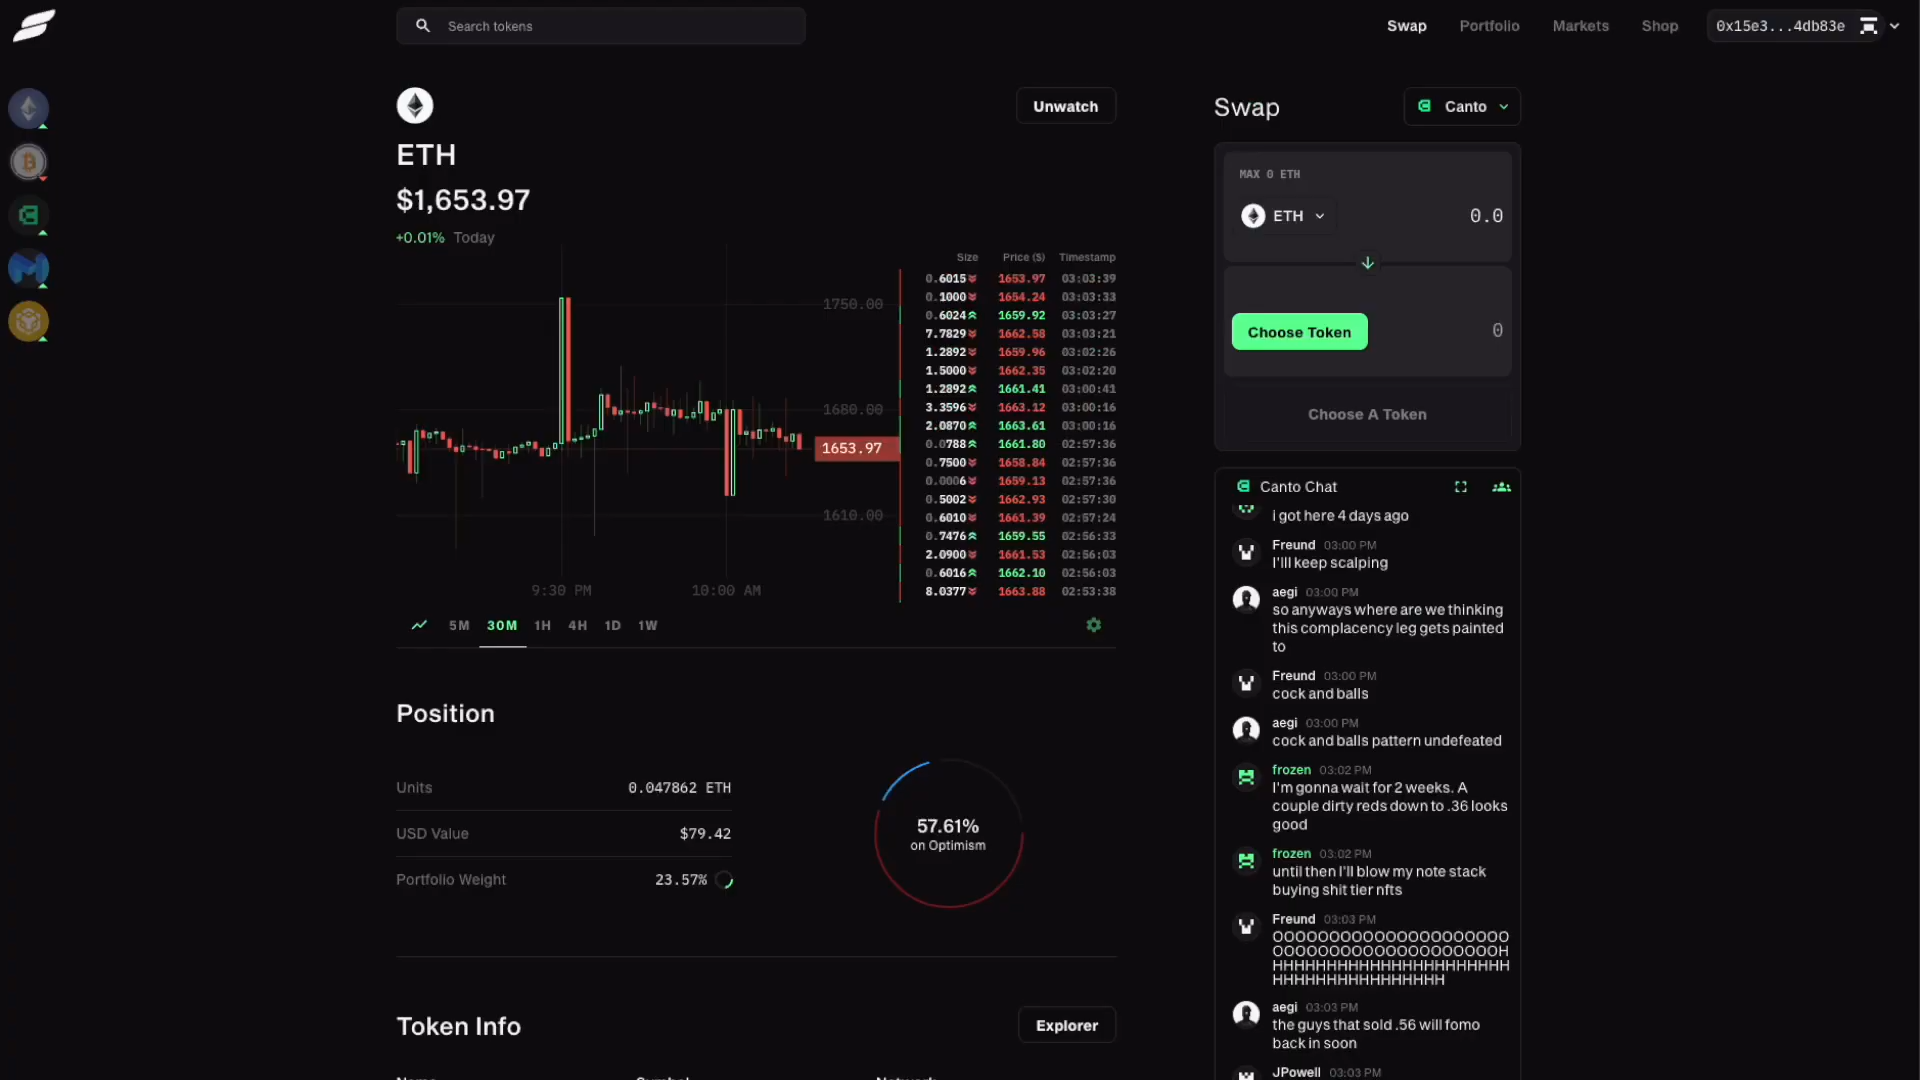 Search tokens
Swap
Portfolio
Markets
Shop
0x15e3...4db83e
Unwatch
ETH
$1,653.97
+0.01% Today
Size Price ($) Timestamp
0.6015 1653.97 03:03:39
0.1000 1654.24 03:03:33
0.6024 1659.92 03:03:27
7.7829 1662.58 03:03:21
1.2892 1659.96 03:02:26
1.5000 1662.35 03:02:20
1.2892 1661.41 03:00:41
3.3596 1663.12 03:00:16
2.0870 1663.61 03:00:16
0.0788 1661.80 02:57:36
0.7500 1658.84 02:57:36
0.0006 1659.13 02:57:36
0.5002 1662.93 02:57:30
0.6010 1661.39 02:57:24
0.7476 1659.55 02:56:33
2.0900 1661.53 02:56:03
0.6016 1662.10 02:56:03
8.0377 1663.88 02:53:38
1750.00
1680.00
1653.97
1610.00
9:30 PM
10:00 AM
5M 30M 1H 4H 1D 1W
Position
Units 0.047862 ETH
USD Value $79.42
Portfolio Weight 23.57%
57.61%
on Optimism
Token Info
Explorer
Swap
Canto
MAX 0 ETH
ETH
0.0
Choose Token
0
Choose A Token
Canto Chat
i got here 4 days ago
Freund 03:00 PM
I'lll keep scalping
aegi 03:00 PM
so anyways where are we thinking
this complacency leg gets painted
to
Freund 03:00 PM
cock and balls
aegi 03:00 PM
cock and balls pattern undefeated
frozen 03:02 PM
I'm gonna wait for 2 weeks. A
couple dirty reds down to .36 looks
good
frozen 03:02 PM
until then I'll blow my note stack
buying shit tier nfts
Freund 03:03 PM
OOOOOOOOOOOOOOOOOOOOO
OOOOOOOOOOOOOOOOOOOOH
HHHHHHHHHHHHHHHHHHHHHH
HHHHHHHHHHHHHHHH
aegi 03:03 PM
the guys that sold .56 will fomo
back in soon
JPowell 03:03 PM